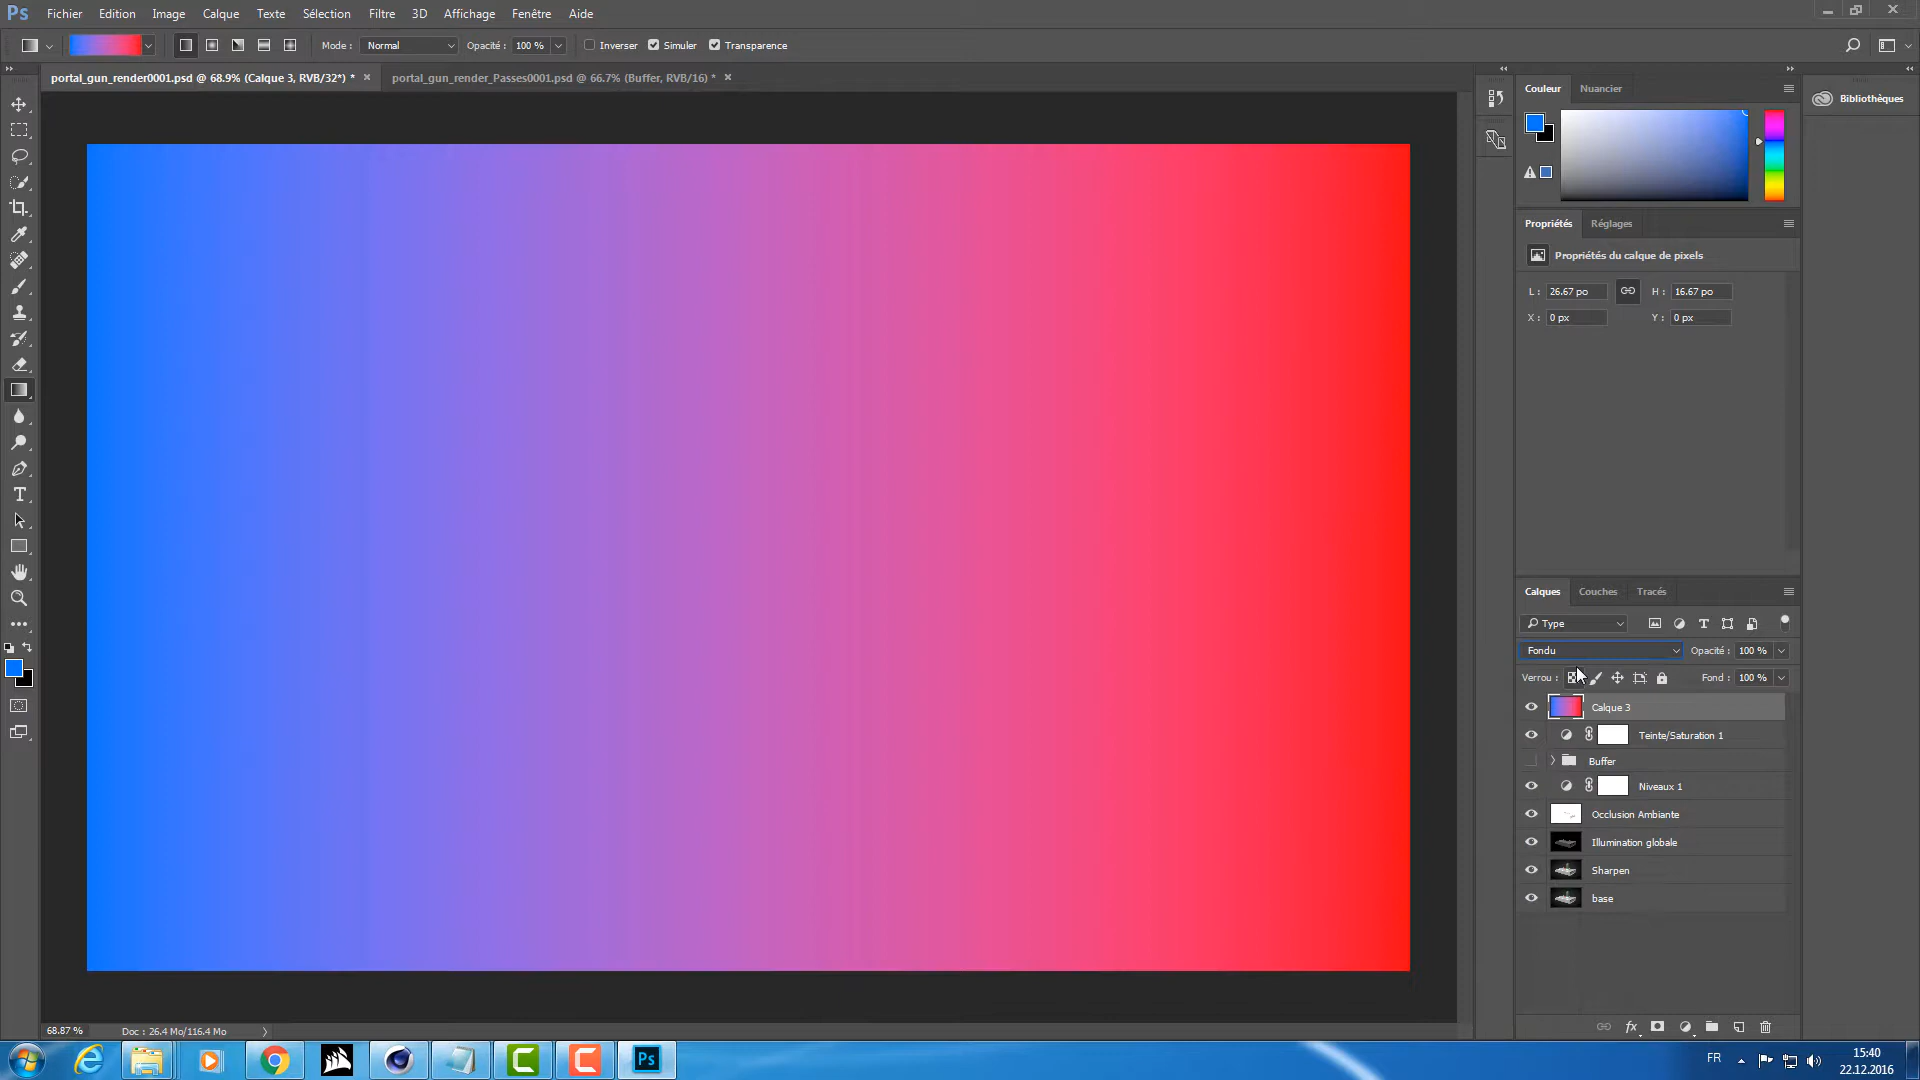 Ps Fichier Edition Image Calque Texte Sélection Filtre 3D Affichage Fenêtre Aide
Mode : Normal Opacité : 100 % Inverser Simuler Transparence
portal_gun_render0001.psd @ 68.9% (Calque 3, RVB/32*) * × portal_gun_render_Passes0001.psd @ 66.7% (Buffer, RVB/16) * ×
Couleur Nuancier
Bibliothèques
Propriétés Réglages
Propriétés du calque de pixels
L : 26.67 po H : 16.67 po
X : 0 px Y : 0 px
Calques Couches Tracés
Type
Fondu Opacité : 100 %
Verrou : Fond : 100 %
Calque 3
Teinte/Saturation 1
Buffer
Niveaux 1
Occlusion Ambiante
Illumination globale
Sharpen
base
fx
68.87 % Doc : 26.4 Mo/116.4 Mo
Ps
FR
15:40
22.12.2016